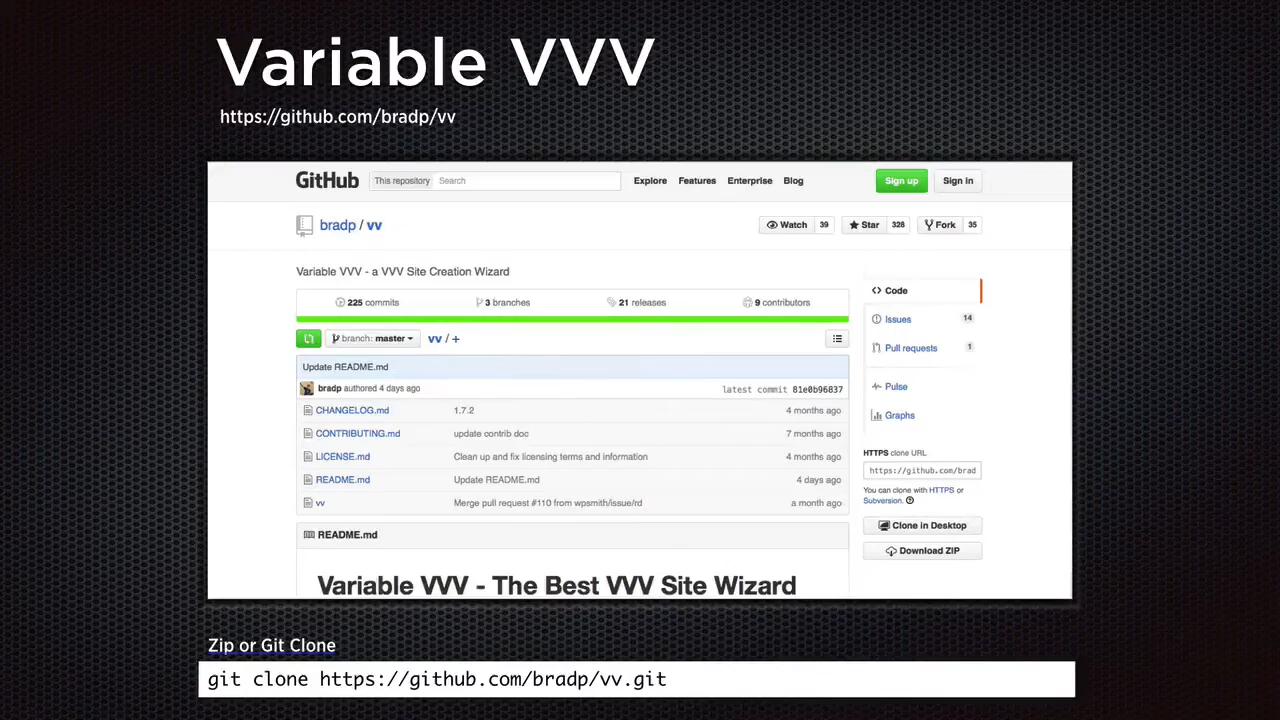 Variable VVV
https://github.com/bradp/vv
GitHub This repository Search Explore Features Enterprise Blog Sign up Sign in
bradp / vv Watch 39 Star 328 Fork 35
Variable VVV - a VVV Site Creation Wizard
225 commits 3 branches 21 releases 9 contributors
branch: master vv / +
Update README.md
bradp authored 4 days ago latest commit 81e0b96837
CHANGELOG.md 1.7.2 4 months ago
CONTRIBUTING.md update contrib doc 7 months ago
LICENSE.md Clean up and fix licensing terms and information 4 months ago
README.md Update README.md 4 days ago
vv Merge pull request #110 from wpsmith/issue/rd a month ago
README.md
Variable VVV - The Best VVV Site Wizard
Code
Issues 14
Pull requests 1
Pulse
Graphs
HTTPS clone URL
https://github.com/brad
You can clone with HTTPS or
Subversion.
Clone in Desktop
Download ZIP
Zip or Git Clone
git clone https://github.com/bradp/vv.git